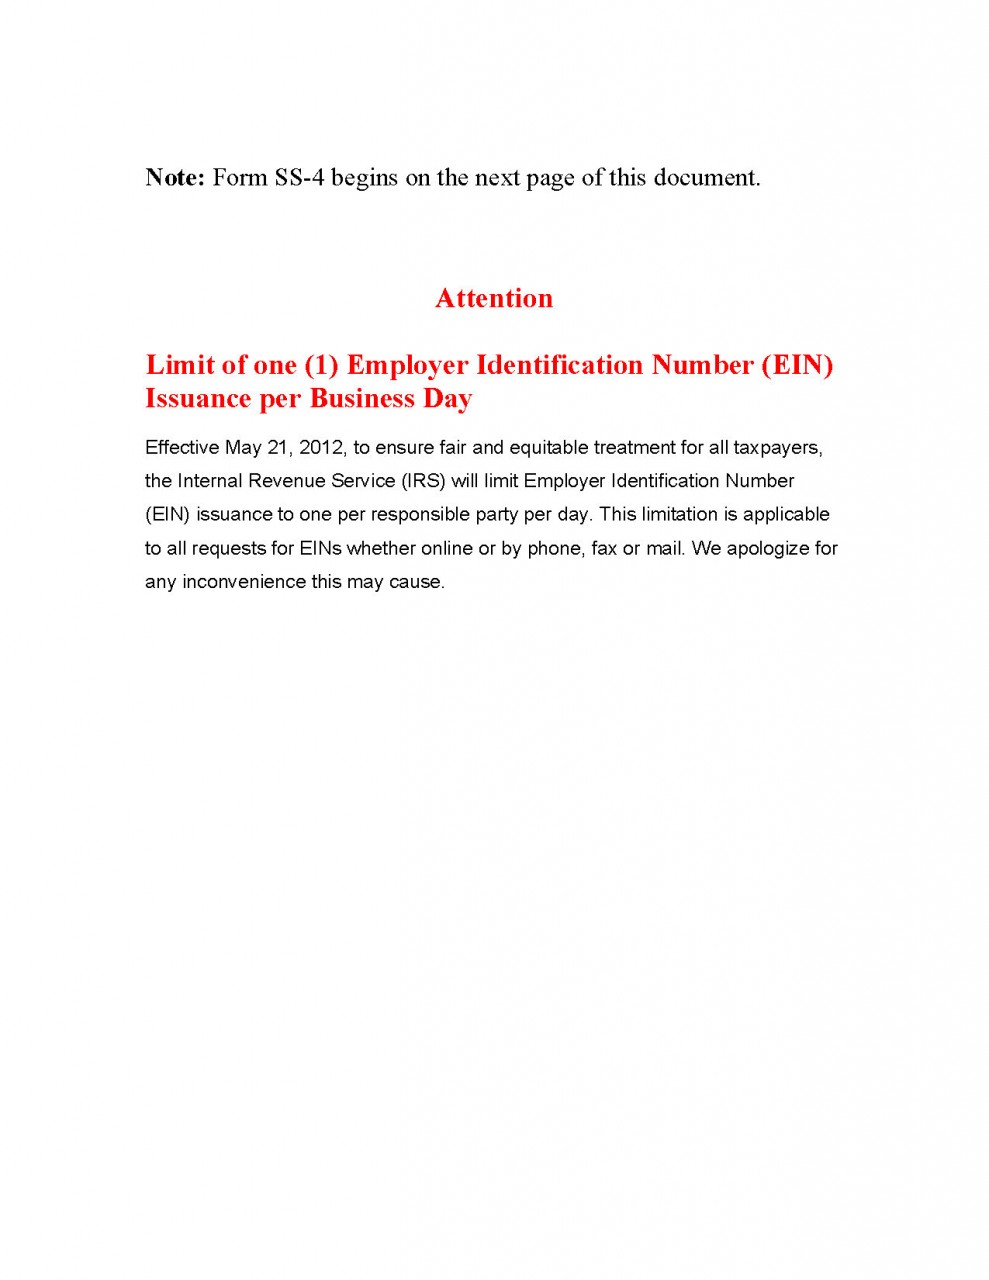 Note: Form SS-4 begins on the next page of this document.
Attention
Limit of one (1) Employer Identification Number (EIN)
Issuance per Business Day
Effective May 21, 2012, to ensure fair and equitable treatment for all taxpayers,
the Internal Revenue Service (IRS) will limit Employer Identification Number
(EIN) issuance to one per responsible party per day. This limitation is applicable
to all requests for EINs whether online or by phone, fax or mail. We apologize for
any inconvenience this may cause.